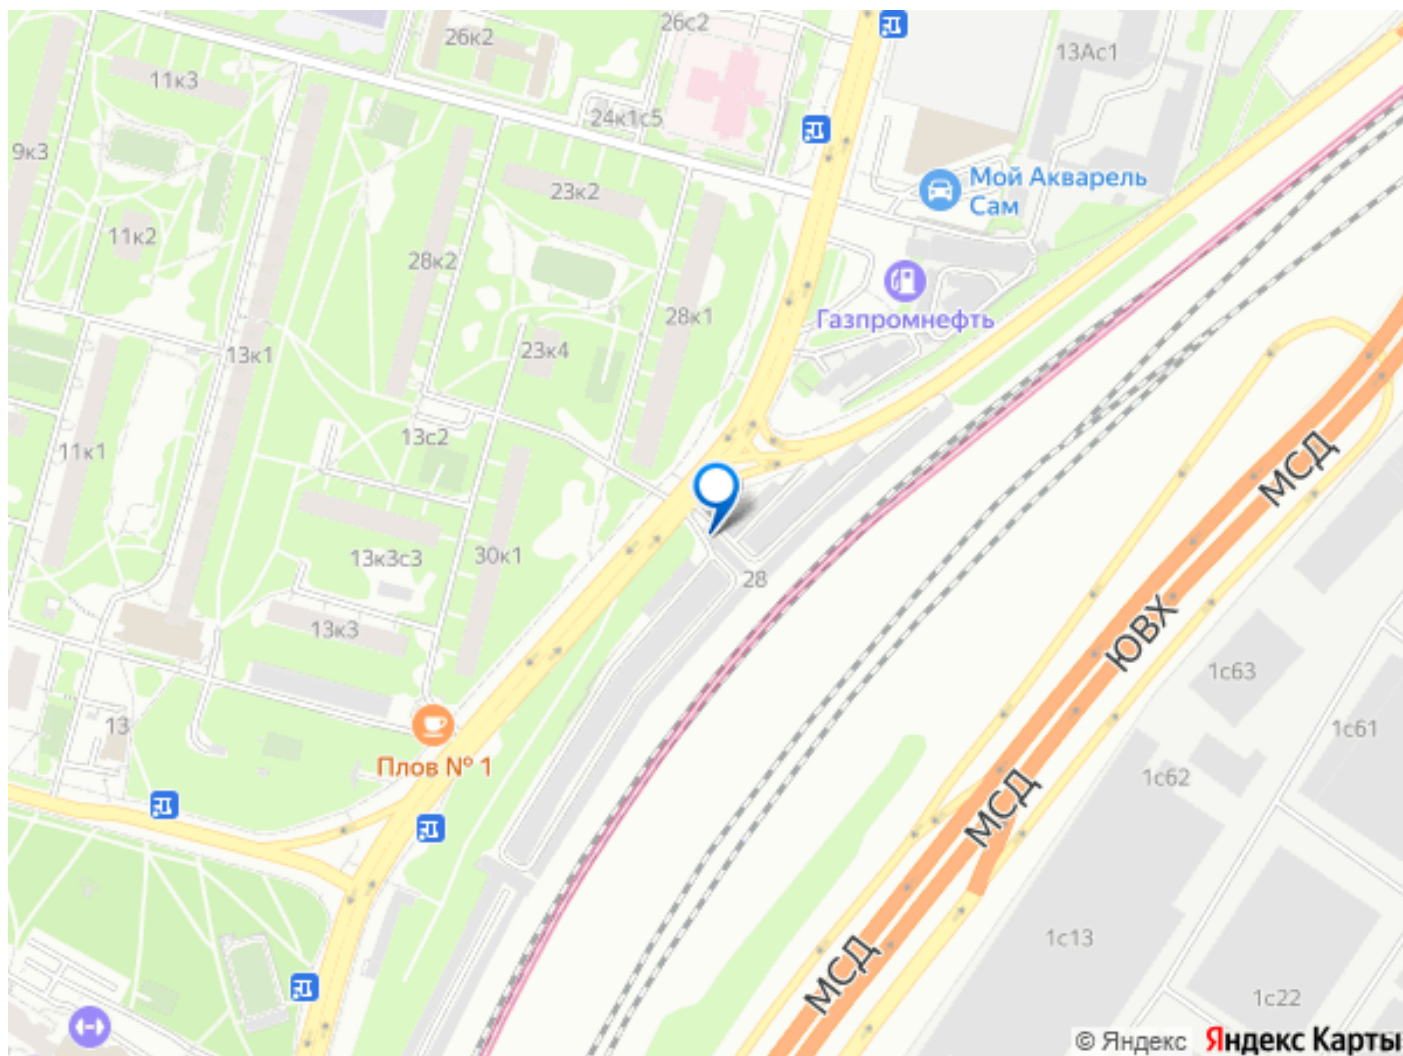 26к2
26с2
13Ас1
11к3
24к1с5
9к3
23к2
Мой Акварель
Сам
11к2
28к2
28к1
Газпромнефть
23к4
13к1
13с2
11к1
МСД
30к1
13к3с3
28
13к3
ЮВХ
1с63
13
1с61
Плов № 1
1с62
МСД
1с13
МСД
1с22
© Яндекс Яндекс Карты